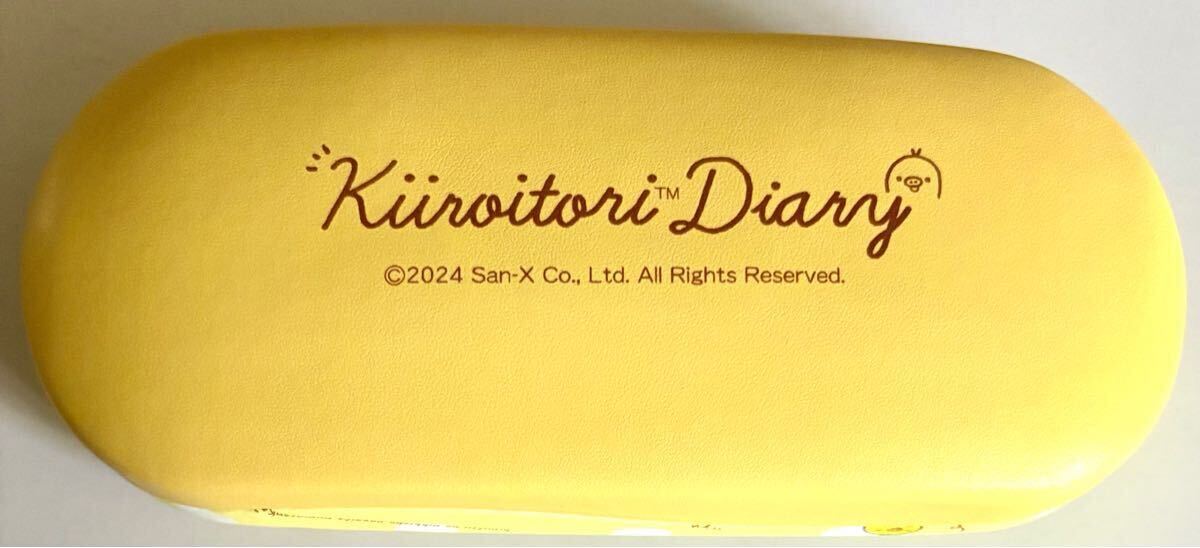 Kiiroitori™ Diary
©2024 San-X Co., Ltd. All Rights Reserved.